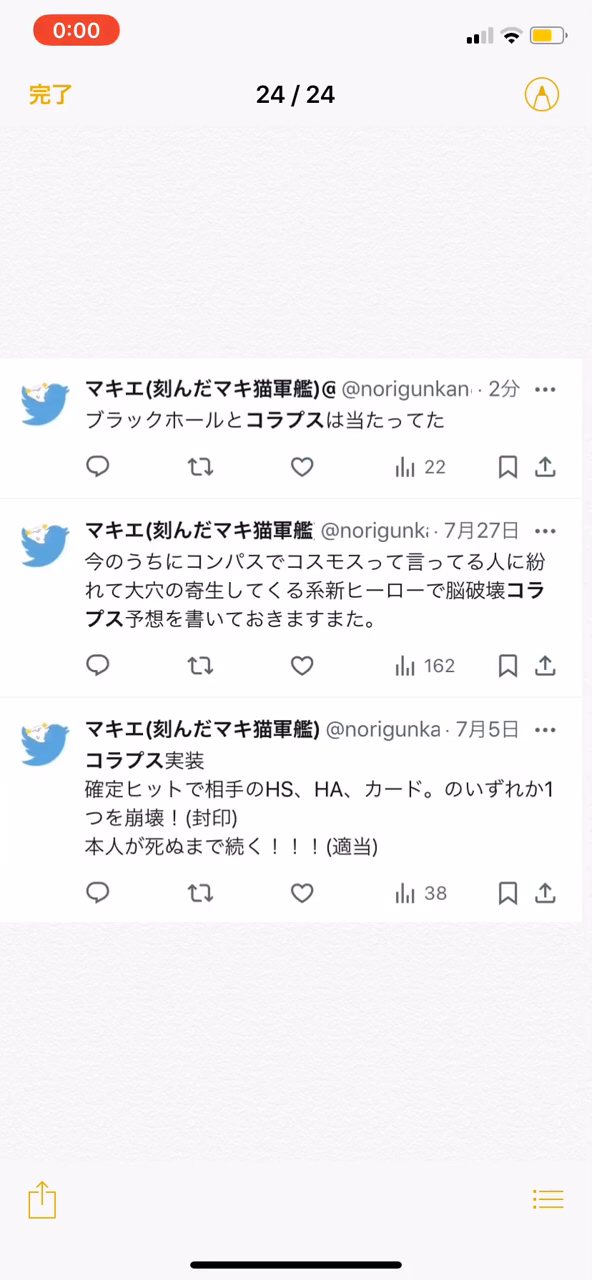 0:00
完了
24 / 24
マキエ(刻んだマキ猫軍艦)@ @norigunkan · 2分
ブラックホールとコラプスは当たってた
22
マキエ(刻んだマキ猫軍艦 @norigunk · 7月27日
今のうちにコンパスでコスモスって言ってる人に紛
れて大穴の寄生してくる系新ヒーローで脳破壊コラ
プス予想を書いておきますまた。
162
マキエ(刻んだマキ猫軍艦) @norigunka · 7月5日
コラプス実装
確定ヒットで相手のHS、HA、カード。のいずれか1
つを崩壊！(封印)
本人が死ぬまで続く！！！(適当)
38